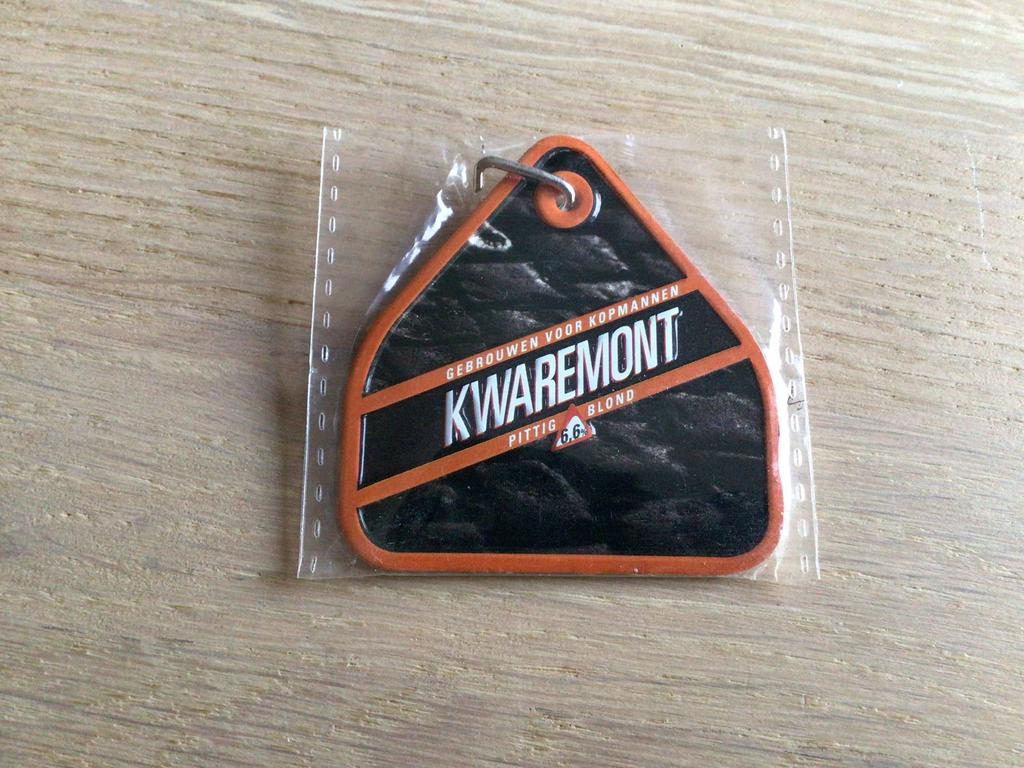 GEBROUWEN VOOR KOPMANNEN
KWAREMONT
PITTIG 6,6% BLOND